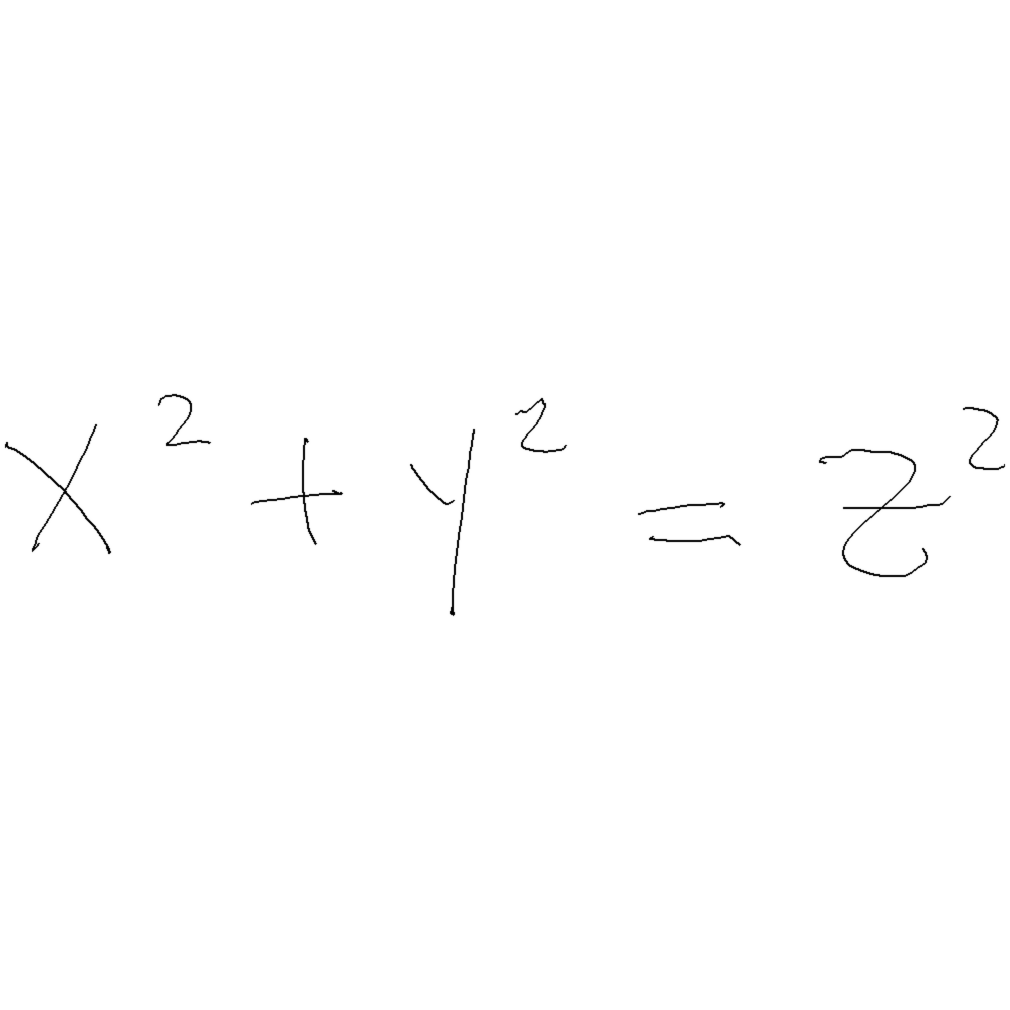 x² + y² = z²